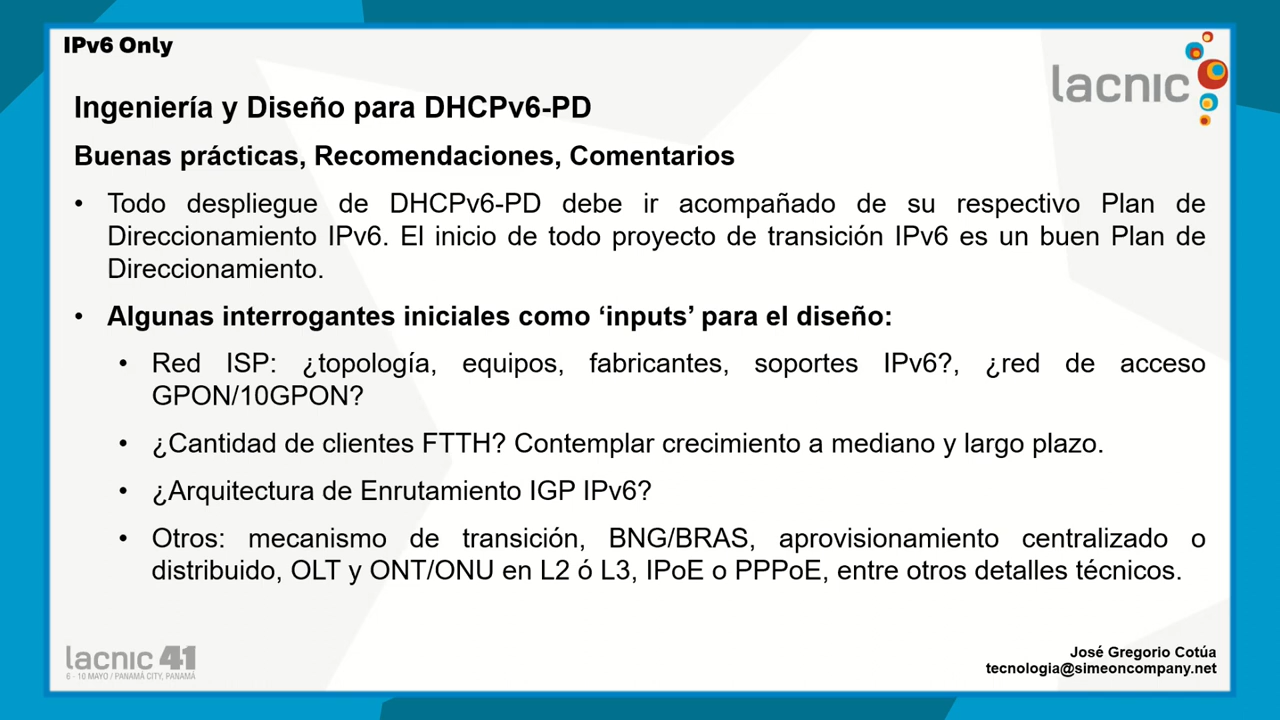 IPv6 Only
lacnic
Ingeniería y Diseño para DHCPv6-PD
Buenas prácticas, Recomendaciones, Comentarios
• Todo despliegue de DHCPv6-PD debe ir acompañado de su respectivo Plan de
Direccionamiento IPv6. El inicio de todo proyecto de transición IPv6 es un buen Plan de
Direccionamiento.
• Algunas interrogantes iniciales como ‘inputs’ para el diseño:
• Red ISP: ¿topología, equipos, fabricantes, soportes IPv6?, ¿red de acceso
GPON/10GPON?
• ¿Cantidad de clientes FTTH? Contemplar crecimiento a mediano y largo plazo.
• ¿Arquitectura de Enrutamiento IGP IPv6?
• Otros: mecanismo de transición, BNG/BRAS, aprovisionamiento centralizado o
distribuido, OLT y ONT/ONU en L2 ó L3, IPoE o PPPoE, entre otros detalles técnicos.
lacnic 41
6 - 10 MAYO / PANAMÁ CITY, PANAMÁ
José Gregorio Cotúa
tecnologia@simeoncompany.net